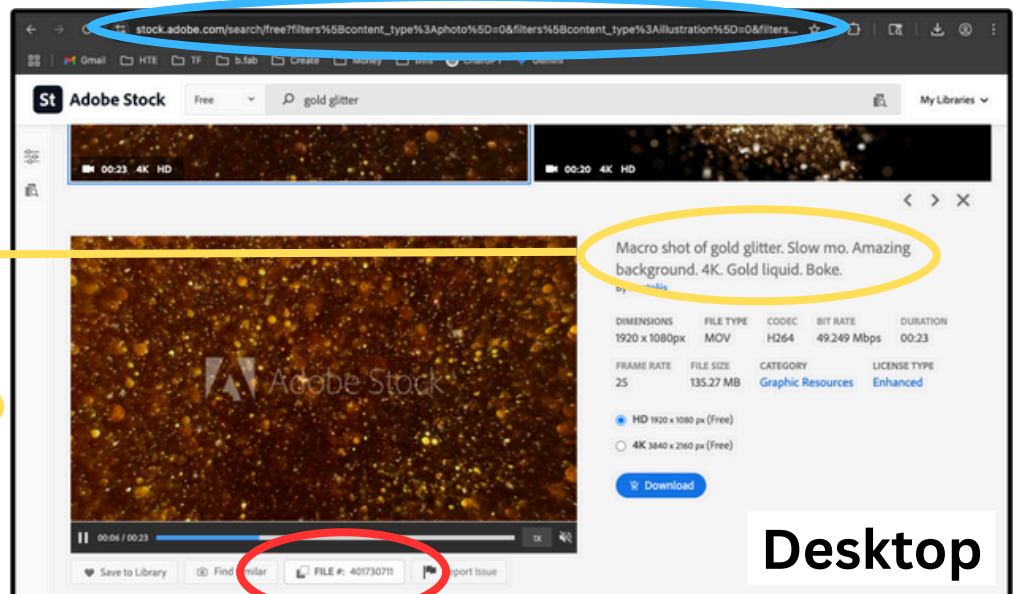 stock.adobe.com/search/free?filters%5Bcontent_type%3Aphoto%5D=0&filters%5Bcontent_type%3Aillustration%5D=0&filters...
Gmail HTE TF b.fab Create Money Bills ChatGPT Gemini
St Adobe Stock Free gold glitter My Libraries
00:23 4K HD 00:20 4K HD
Macro shot of gold glitter. Slow mo. Amazing
background. 4K. Gold liquid. Boke.
By
DIMENSIONS FILE TYPE CODEC BIT RATE DURATION
1920 x 1080px MOV H264 49.249 Mbps 00:23
FRAME RATE FILE SIZE CATEGORY LICENSE TYPE
25 135.27 MB Graphic Resources Enhanced
Adobe Stock
HD 1920 x 1080 px (Free)
4K 3840 x 2160 px (Free)
Download
00:06 / 00:23 1X
Save to Library Find Similar FILE #: 401730711 Report Issue
Desktop